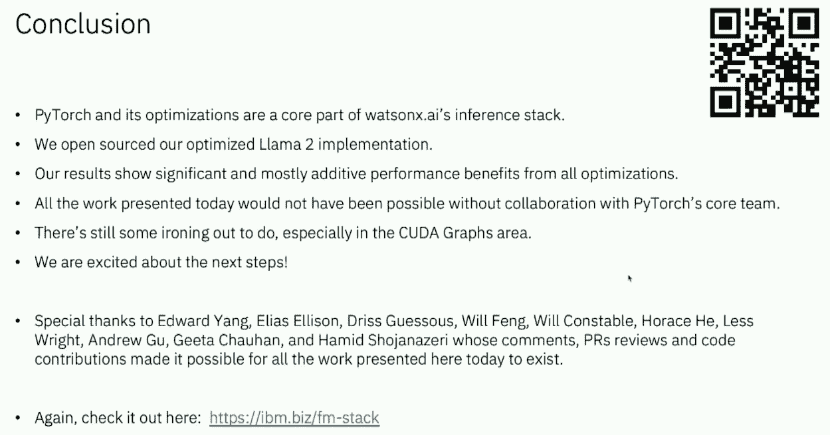 Conclusion
• PyTorch and its optimizations are a core part of watsonx.ai's inference stack.
• We open sourced our optimized Llama 2 implementation.
• Our results show significant and mostly additive performance benefits from all optimizations.
• All the work presented today would not have been possible without collaboration with PyTorch's core team.
• There's still some ironing out to do, especially in the CUDA Graphs area.
• We are excited about the next steps!
• Special thanks to Edward Yang, Elias Ellison, Driss Guessous, Will Feng, Will Constable, Horace He, Less
Wright, Andrew Gu, Geeta Chauhan, and Hamid Shojanazeri whose comments, PRs reviews and code
contributions made it possible for all the work presented here today to exist.
• Again, check it out here: https://ibm.biz/fm-stack